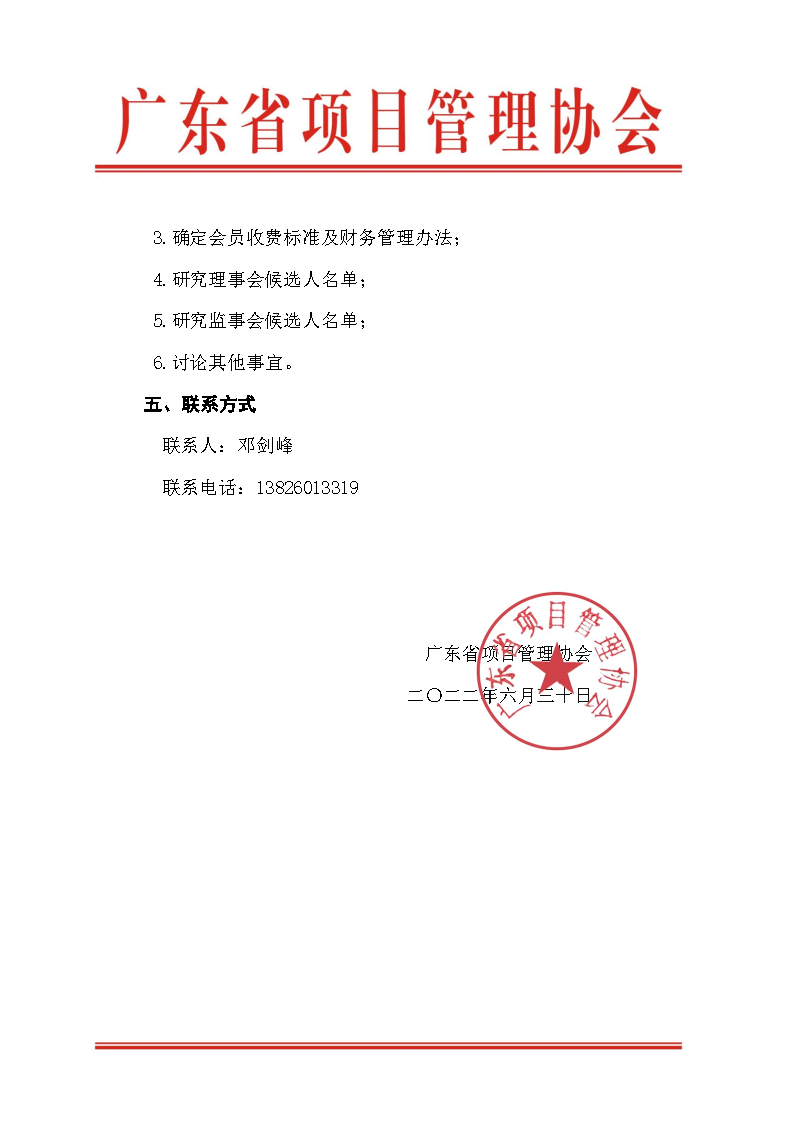 广东省项目管理协会
3.确定会员收费标准及财务管理办法；
4.研究理事会候选人名单；
5.研究监事会候选人名单；
6.讨论其他事宜。
五、联系方式
联系人：邓剑峰
联系电话：13826013319
广东省项目管理协会
二〇二二年六月三十日
广东省项目管理协会